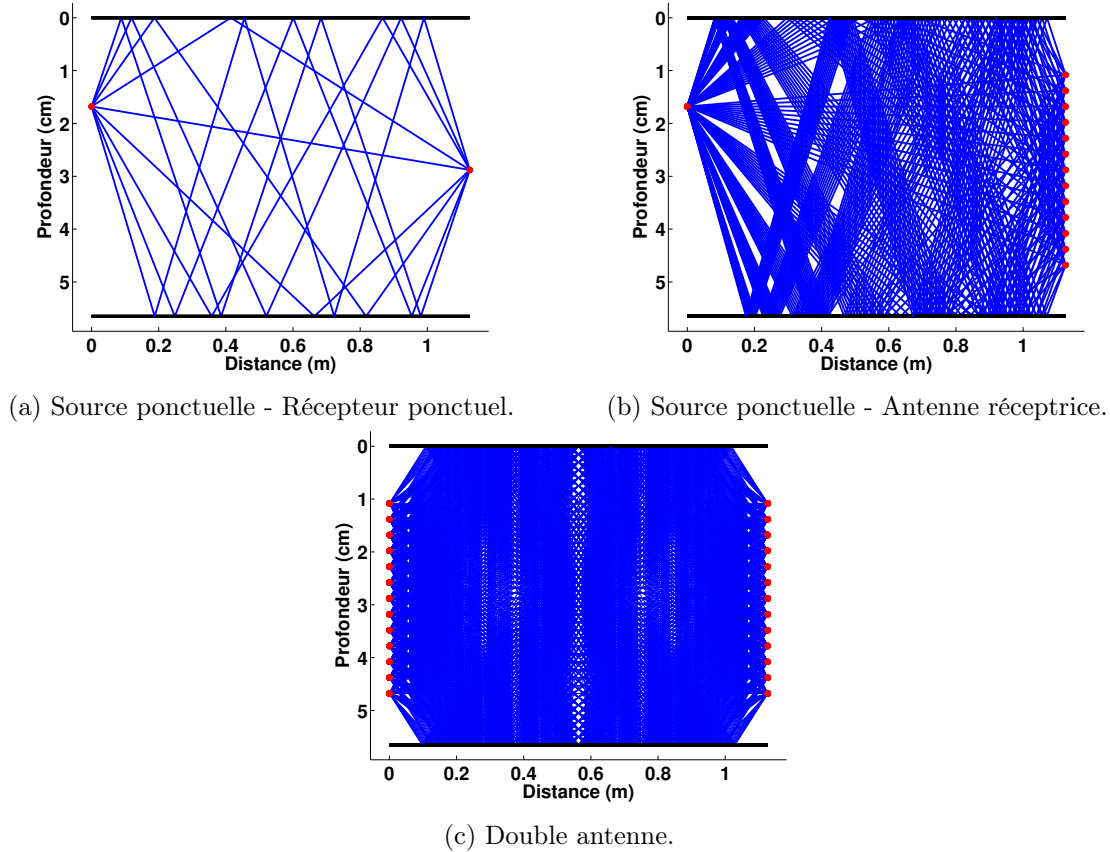 0
1
2
3
4
5
Profondeur (cm)
0 0.2 0.4 0.6 0.8 1
Distance (m)
0
1
2
3
4
5
Profondeur (cm)
0 0.2 0.4 0.6 0.8 1
Distance (m)
(a) Source ponctuelle - Récepteur ponctuel.
(b) Source ponctuelle - Antenne réceptrice.
0
1
2
3
4
5
Profondeur (cm)
0 0.2 0.4 0.6 0.8 1
Distance (m)
(c) Double antenne.